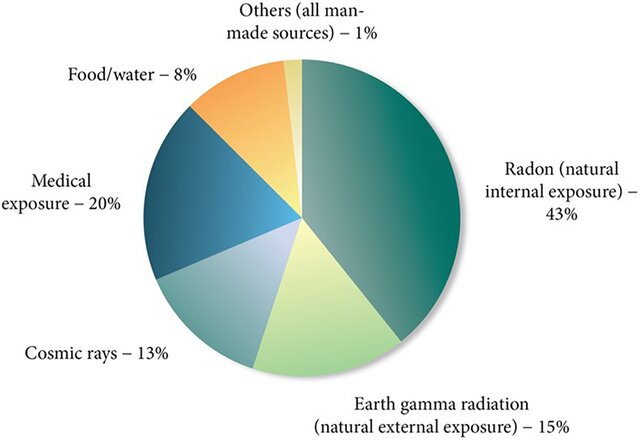 Others (all man-
made sources) − 1%
Food/water − 8%
Medical
exposure − 20%
Radon (natural
internal exposure) −
43%
Cosmic rays − 13%
Earth gamma radiation
(natural external exposure) − 15%